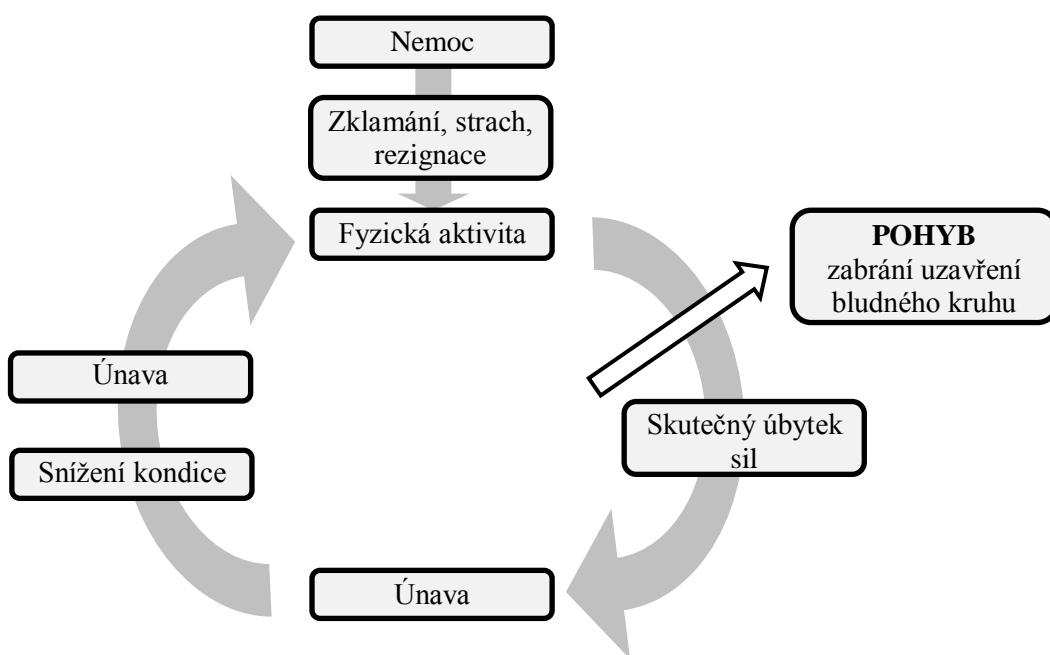 Nemoc
Zklamání, strach,
rezignace
Fyzická aktivita
POHYB
zabrání uzavření
bludného kruhu
Únava
Skutečný úbytek
sil
Snížení kondice
Únava